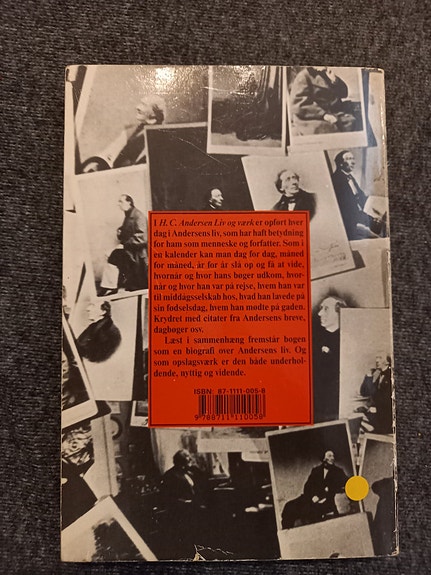 I H. C. Andersen Liv og værk er opført hver
dag i Andersens liv, som har haft betydning
for ham som menneske og forfatter. Som i
en kalender kan man dag for dag, måned
for måned, år for år slå op og få at vide,
hvornår og hvor hans bøger udkom, hvor-
når og hvor han var på rejse, hvem han var
til middagsselskab hos, hvad han lavede på
sin fødselsdag, hvem han mødte på gaden.
Krydret med citater fra Andersens breve,
dagbøger osv.
Læst i sammenhæng fremstår bogen
som en biografi over Andersens liv. Og
som opslagsværk er den både underhol-
dende, nyttig og vidende.
ISBN: 87-1111-005-8
9788711110058